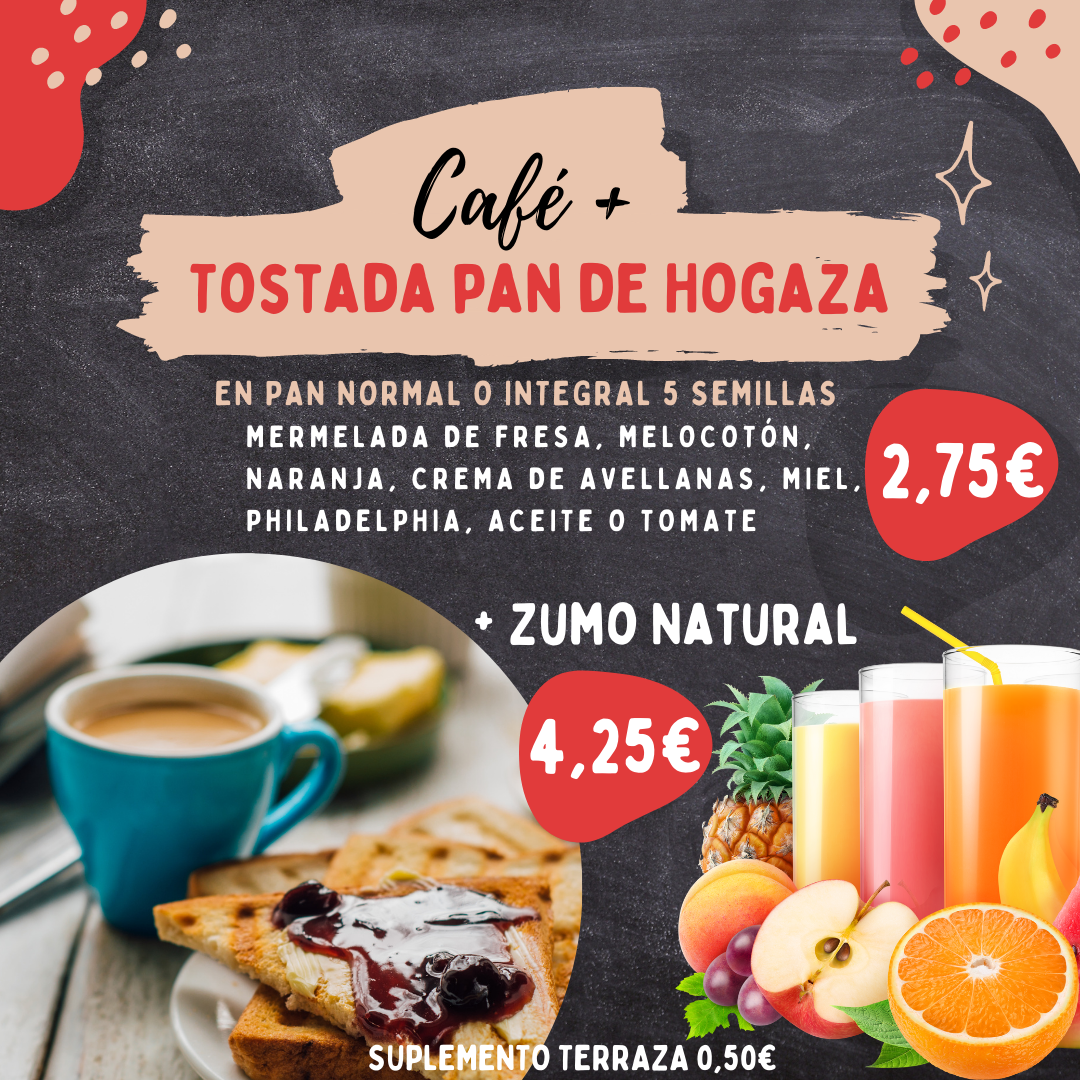 Café +
TOSTADA PAN DE HOGAZA
EN PAN NORMAL O INTEGRAL 5 SEMILLAS
MERMELADA DE FRESA, MELOCOTÓN,
NARANJA, CREMA DE AVELLANAS, MIEL,
PHILADELPHIA, ACEITE O TOMATE
2,75€
+ ZUMO NATURAL
4,25€
SUPLEMENTO TERRAZA 0,50€